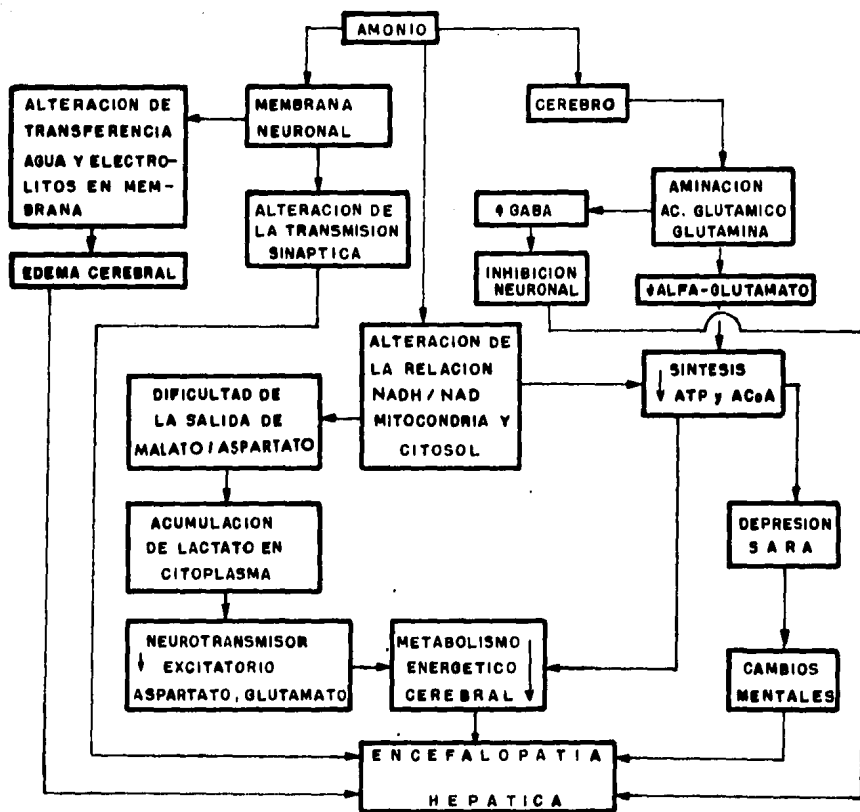 AMONIO
ALTERACION DE
TRANSFERENCIA
AGUA Y ELECTRO-
LITOS EN MEM-
BRANA
MEMBRANA
NEURONAL
CEREBRO
AMINACION
AC. GLUTAMICO
GLUTAMINA
GABA
ALTERACION DE
LA TRANSMISION
SINAPTICA
EDEMA CEREBRAL
INHIBICION
NEURONAL
ALFA-GLUTAMATO
ALTERACION DE
LA RELACION
NADH / NAD
MITOCONDRIA Y
CITOSOL
↓ SINTESIS
ATP y ACoA
DIFICULTAD DE
LA SALIDA DE
MALATO / ASPARTATO
ACUMULACION
DE LACTATO EN
CITOPLASMA
DEPRESION
SARA
↓ NEUROTRANSMISOR
EXCITATORIO
ASPARTATO, GLUTAMATO
METABOLISMO
ENERGETICO
CEREBRAL ↓
CAMBIOS
MENTALES
ENCEFALOPATIA
HEPATICA